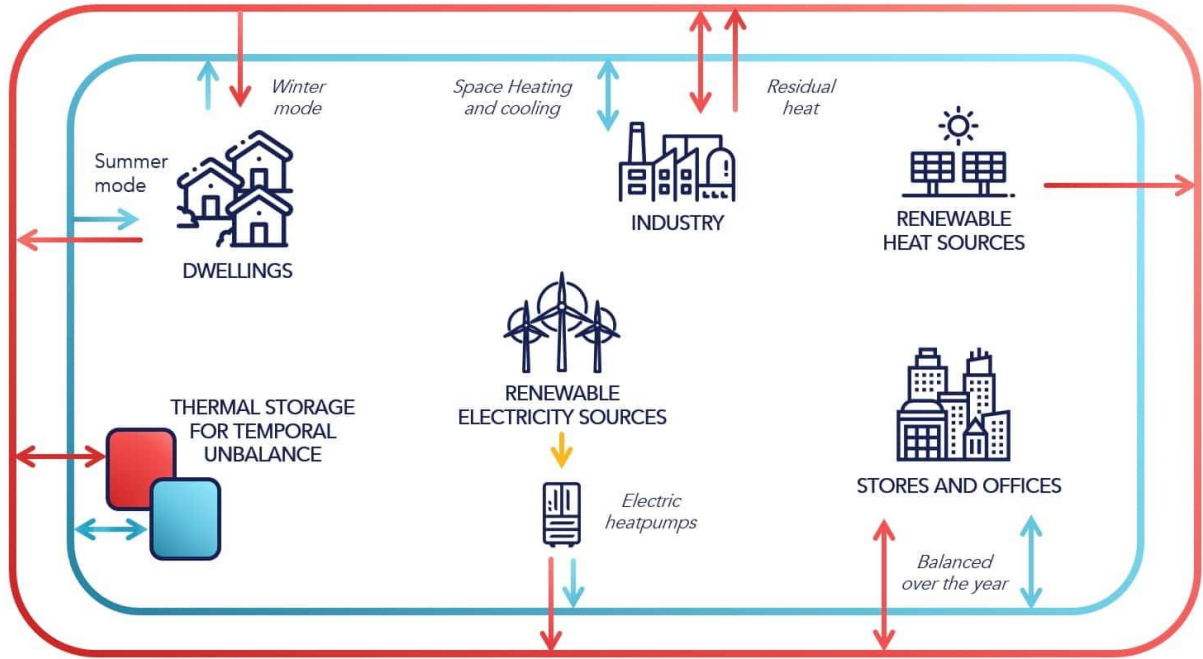 Winter
mode
Space Heating
and cooling
Residual
heat
Summer
mode
DWELLINGS
INDUSTRY
RENEWABLE
HEAT SOURCES
RENEWABLE
ELECTRICITY SOURCES
THERMAL STORAGE
FOR TEMPORAL
UNBALANCE
Electric
heatpumps
STORES AND OFFICES
Balanced
over the year